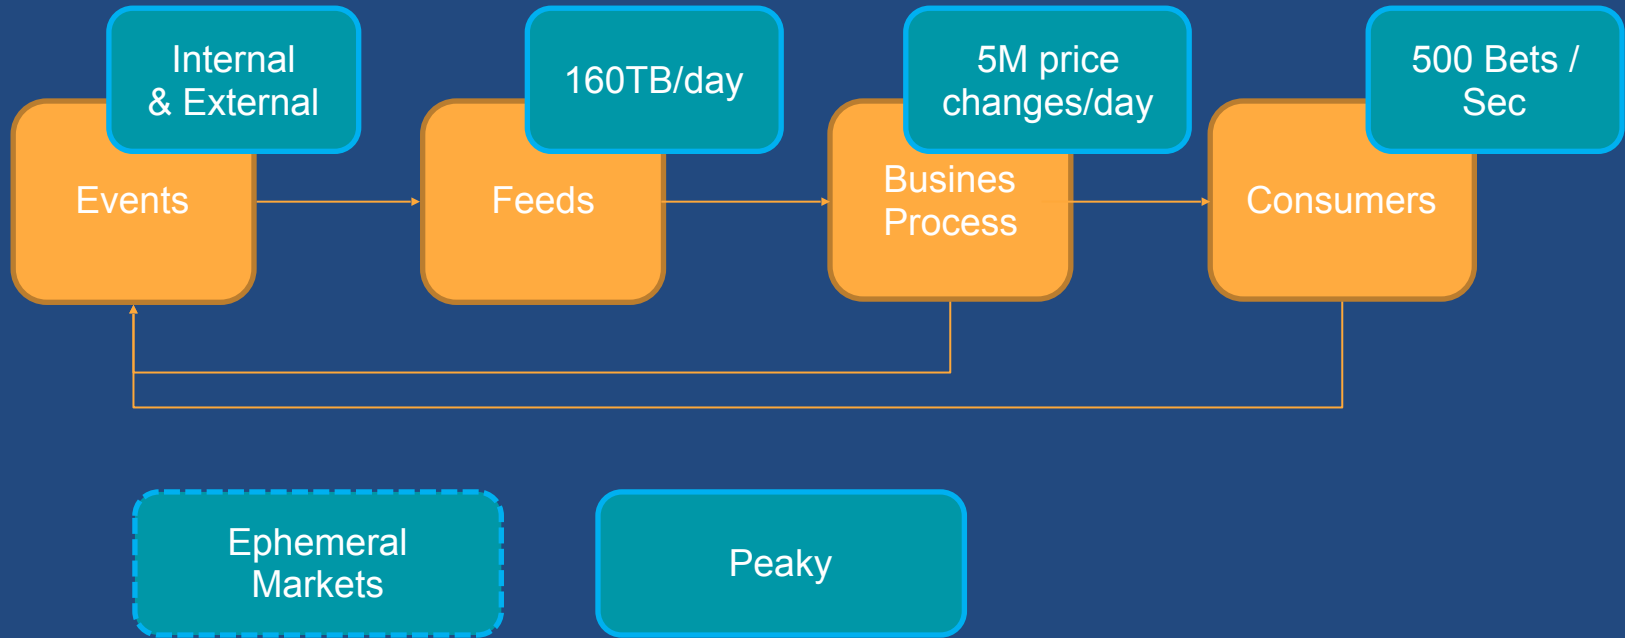 Internal
& External
160TB/day
5M price
changes/day
500 Bets /
Sec
Events
Feeds
Busines
Process
Consumers
Ephemeral
Markets
Peaky